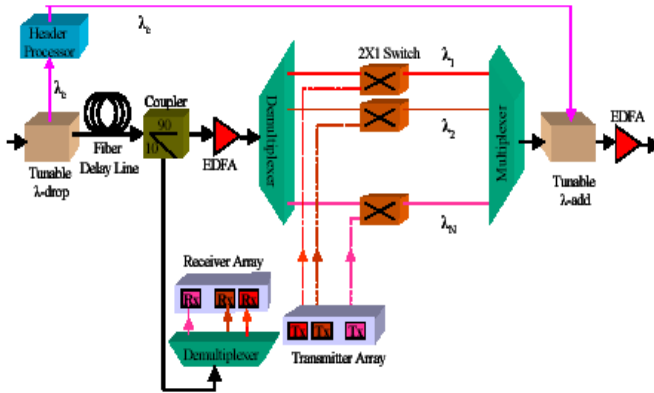 λc
Header
Processor
λc
2X1 Switch
λ1
Coupler
90
10
Demultiplexer
Multiplexer
λ2
EDFA
EDFA
Fiber
Delay Line
Tunable
λ-drop
Tunable
λ-add
λN
Receiver Array
Rx Rx Rx
Tx Tx Tx
Demultiplexer
Transmitter Array